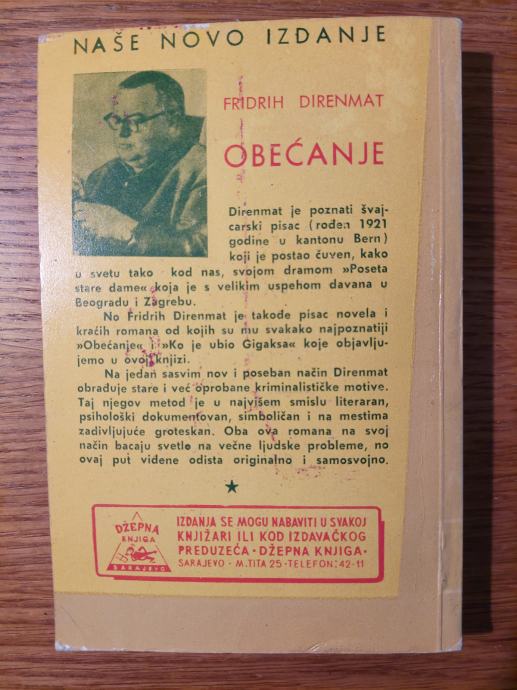 NAŠE NOVO IZDANJE
FRIDRIH DIRENMAT
OBEĆANJE
Direnmat je poznati švaj-
carski pisac (rođen 1921
godine u kantonu Bern)
koji je postao čuven, kako
u svetu tako kod nas, svojom dramom »Poseta
stare dame« koja je s velikim uspehom davana u
Beogradu i Zagrebu.
No Fridrih Direnmat je takođe pisac novela i
kraćih romana od kojih su mu svakako najpoznatiji
»Obećanje« i »Ko je ubio Gigaksa« koje objavlju-
jemo u ovoj knjizi.
Na jedan sasvim nov i poseban način Direnmat
obrađuje stare i već oprobane kriminalističke motive.
Taj njegov metod je u najvišem smislu literaran,
psihološki dokumentovan, simboličan i na mestima
zadivljujuće groteskan. Oba ova romana na svoj
način bacaju svetlo na večne ljudske probleme, no
ovaj put viđene odista originalno i samosvojno.
DŽEPNA
KNJIGA
SARAJEVO
IZDANJA SE MOGU NABAVITI U SVAKOJ
KNJIŽARI ILI KOD IZDAVAČKOG
PREDUZEĆA • DŽEPNA KNJIGA •
SARAJEVO - M. TITA 25 - TELEFON: 42-11